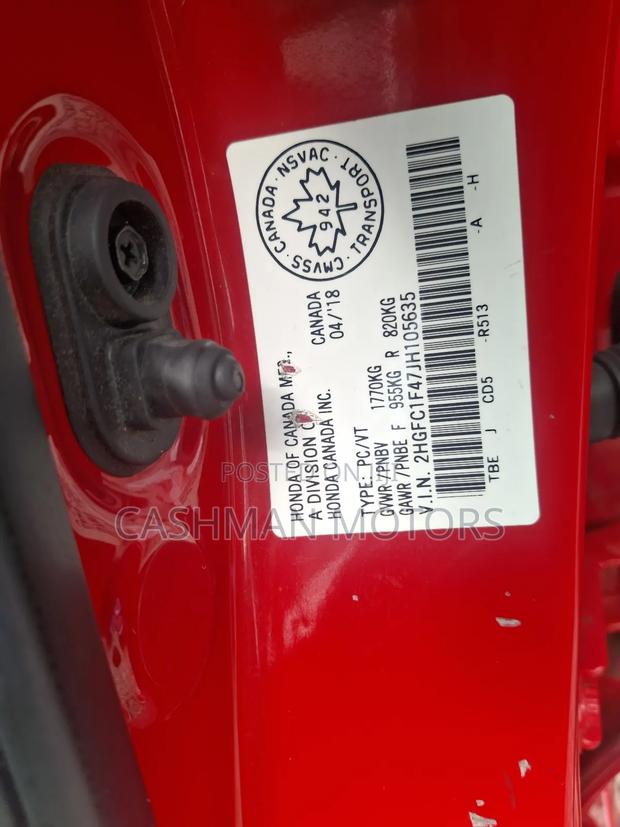 HONDA OF CANADA MFG.,
A DIVISION OF
HONDA CANADA INC.
CANADA
04/'18
CANADA · NSVAC · TRANSPORT · CMVSS ·
942
TYPE: PC/VT
GVWR/PNBV 1770KG
GAWR/PNBE F 955KG R 820KG
V.I.N. 2HGFC1F47JH105635
TBE J CD5 -R513 -A -H
POSTED ON
CASHMAN MOTORS